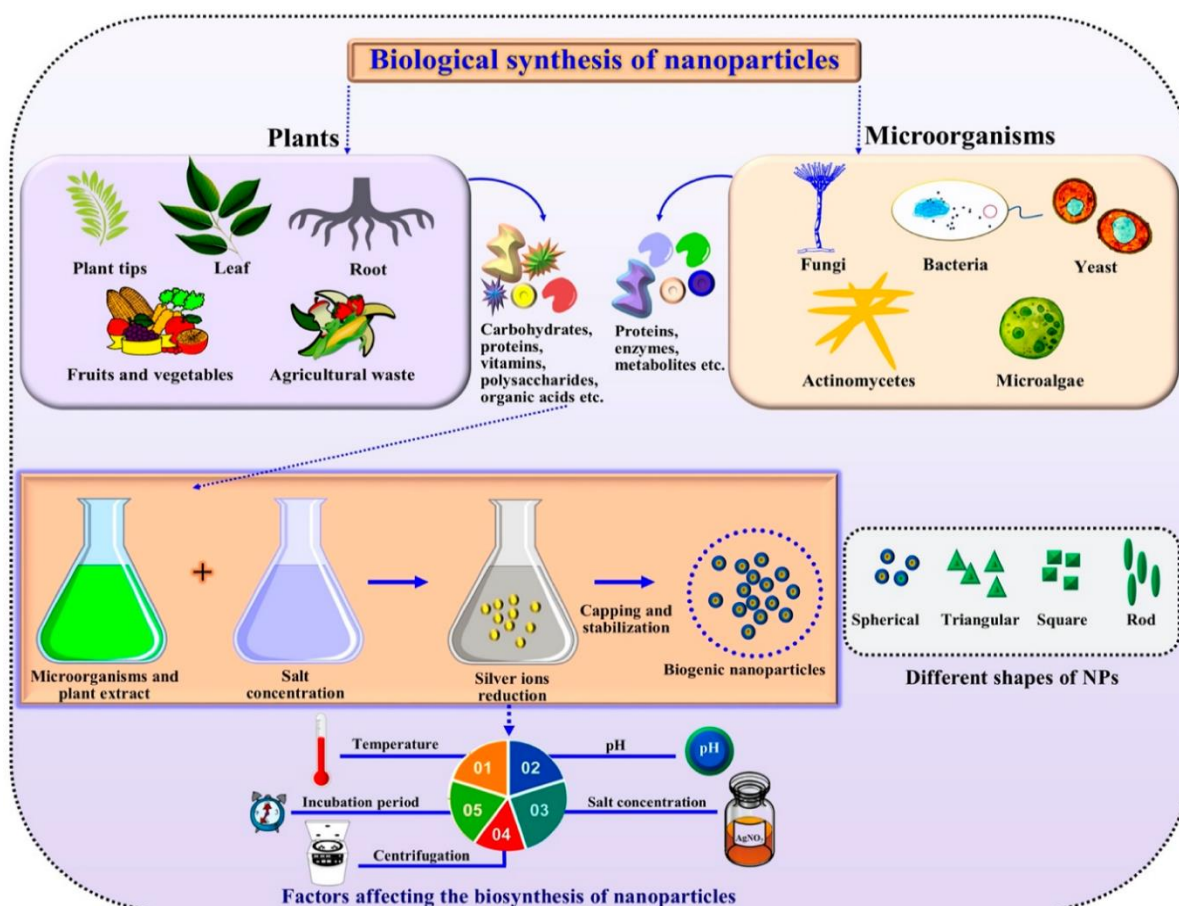 Biological synthesis of nanoparticles
Plants
Microorganisms
Plant tips
Leaf
Root
Fruits and vegetables
Agricultural waste
Carbohydrates,
proteins,
vitamins,
polysaccharides,
organic acids etc.
Proteins,
enzymes,
metabolites etc.
Fungi
Bacteria
Yeast
Actinomycetes
Microalgae
Microorganisms and
plant extract
+
Salt
concentration
Silver ions
reduction
Capping and
stabilization
Biogenic nanoparticles
Spherical
Triangular
Square
Rod
Different shapes of NPs
Temperature
01
02
pH
pH
Incubation period
05
03
Salt concentration
AgNO₃
04
Centrifugation
Factors affecting the biosynthesis of nanoparticles